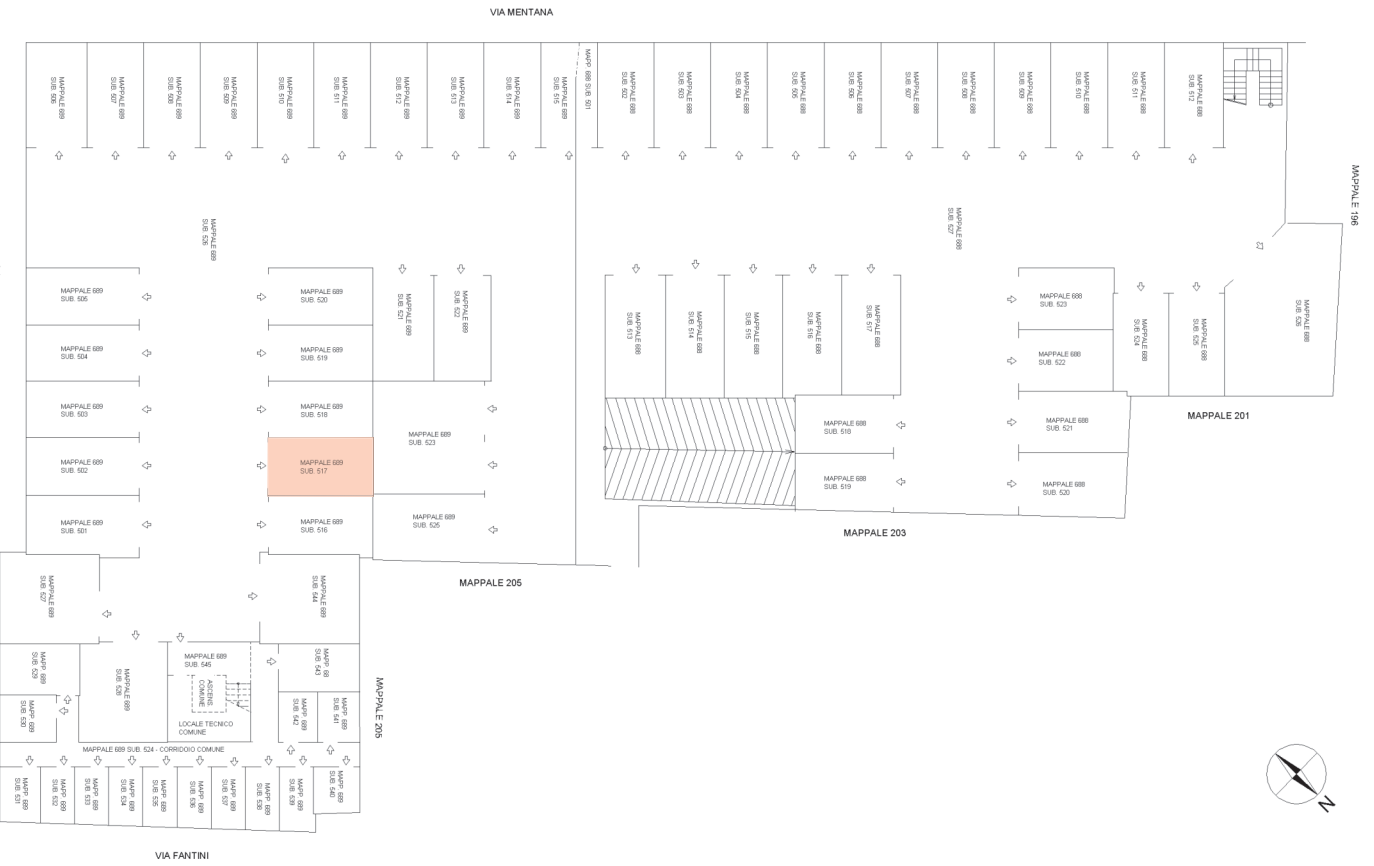 VIA MENTANA
MAPPALE 689
SUB. 506
MAPPALE 689
SUB. 507
MAPPALE 689
SUB. 508
MAPPALE 689
SUB. 509
MAPPALE 689
SUB. 510
MAPPALE 689
SUB. 511
MAPPALE 689
SUB. 512
MAPPALE 689
SUB. 513
MAPPALE 689
SUB. 514
MAPPALE 689
SUB. 515
MAPP. 688 SUB. 501
MAPPALE 688
SUB. 502
MAPPALE 688
SUB. 503
MAPPALE 688
SUB. 504
MAPPALE 688
SUB. 505
MAPPALE 688
SUB. 506
MAPPALE 688
SUB. 507
MAPPALE 688
SUB. 508
MAPPALE 688
SUB. 509
MAPPALE 688
SUB. 510
MAPPALE 688
SUB. 511
MAPPALE 688
SUB. 512
MAPPALE 196
MAPPALE 689
SUB. 526
MAPPALE 688
SUB. 527
MAPPALE 689
SUB. 505
MAPPALE 689
SUB. 520
MAPPALE 689
SUB. 521
MAPPALE 689
SUB. 522
MAPPALE 688
SUB. 513
MAPPALE 688
SUB. 514
MAPPALE 688
SUB. 515
MAPPALE 688
SUB. 516
MAPPALE 688
SUB. 517
MAPPALE 688
SUB. 523
MAPPALE 688
SUB. 524
MAPPALE 688
SUB. 525
MAPPALE 688
SUB. 526
MAPPALE 689
SUB. 504
MAPPALE 689
SUB. 519
MAPPALE 688
SUB. 522
MAPPALE 689
SUB. 503
MAPPALE 689
SUB. 518
MAPPALE 689
SUB. 523
MAPPALE 688
SUB. 518
MAPPALE 688
SUB. 521
MAPPALE 201
MAPPALE 689
SUB. 502
MAPPALE 689
SUB. 517
MAPPALE 688
SUB. 519
MAPPALE 688
SUB. 520
MAPPALE 689
SUB. 501
MAPPALE 689
SUB. 516
MAPPALE 689
SUB. 525
MAPPALE 203
MAPPALE 205
MAPPALE 689
SUB. 527
MAPPALE 689
SUB. 544
MAPP. 689
SUB. 529
MAPPALE 689
SUB. 528
MAPPALE 689
SUB. 545
MAPP. 68
SUB. 543
ASCENS.
COMUNE
MAPP. 689
SUB. 530
LOCALE TECNICO
COMUNE
MAPP. 689
SUB. 542
MAPP. 689
SUB. 541
MAPPALE 205
MAPPALE 689 SUB. 524 - CORRIDOIO COMUNE
MAPP. 689
SUB. 531
MAPP. 689
SUB. 532
MAPP. 689
SUB. 533
MAPP. 689
SUB. 534
MAPP. 689
SUB. 535
MAPP. 689
SUB. 536
MAPP. 689
SUB. 537
MAPP. 689
SUB. 538
MAPP. 689
SUB. 539
MAPP. 689
SUB. 540
N
VIA FANTINI